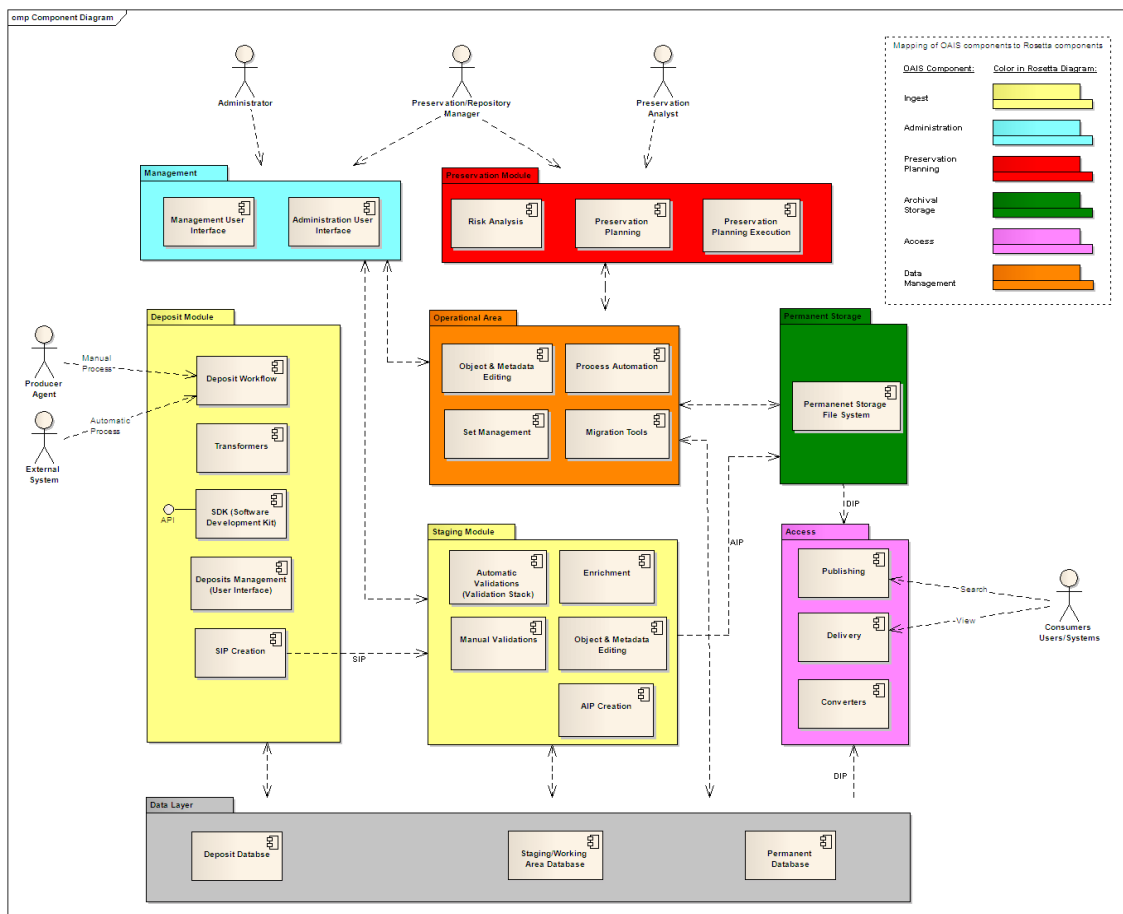 cmp Component Diagram
Mapping of OAIS components to Rosetta components
OAIS Component:
Color in Rosetta Diagram:
Ingest
Administration
Preservation
Planning
Archival
Storage
Access
Data
Management
Administrator
Preservation/Repository
Manager
Preservation
Analyst
Management
Management User
Interface
Administration User
Interface
Preservation Module
Risk Analysis
Preservation
Planning
Preservation
Planning Execution
Deposit Module
Deposit Workflow
Transformers
SDK (Software
Development Kit)
API
Deposits Management
(User Interface)
SIP Creation
SIP
Producer
Agent
Manual
Process
External
System
Automatic
Process
Operational Area
Object & Metadata
Editing
Process Automation
Set Management
Migration Tools
Permanent Storage
Permanenet Storage
File System
DIP
AIP
Staging Module
Automatic
Validations
(Validation Stack)
Enrichment
Manual Validations
Object & Metadata
Editing
AIP Creation
Access
Publishing
Delivery
Converters
Search
View
Consumers
Users/Systems
DIP
Data Layer
Deposit Databse
Staging/Working
Area Database
Permanent
Database